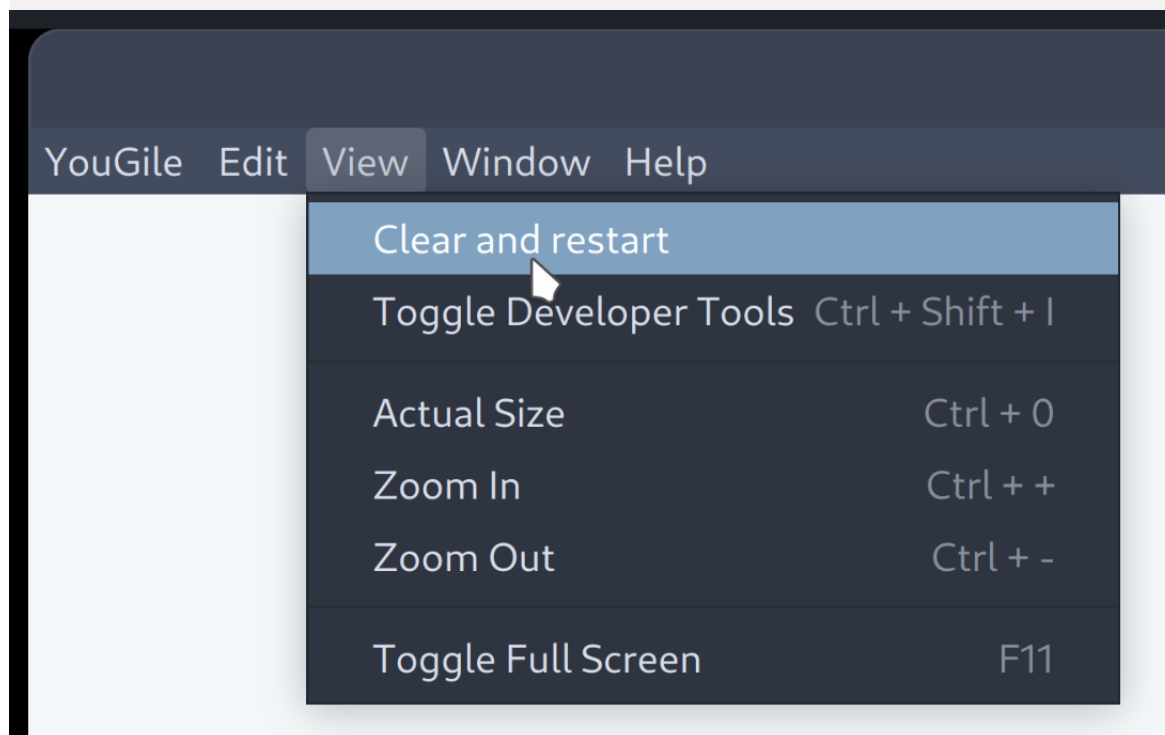 YouGile Edit View Window Help
Clear and restart
Toggle Developer Tools Ctrl + Shift + I
Actual Size Ctrl + 0
Zoom In Ctrl + +
Zoom Out Ctrl + -
Toggle Full Screen F11